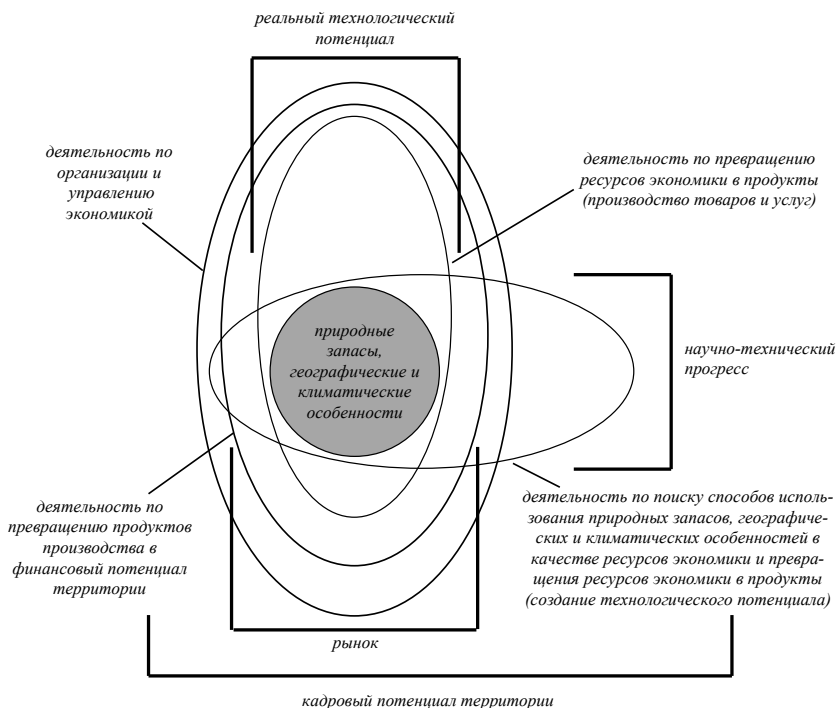 реальный технологический
потенциал
деятельность по
организации и
управлению
экономикой
деятельность по превращению
ресурсов экономики в продукты
(производство товаров и услуг)
природные
запасы,
географические и
климатические
особенности
научно-технический
прогресс
деятельность по
превращению продуктов
производства в
финансовый потенциал
территории
деятельность по поиску способов исполь-
зования природных запасов, географиче-
ских и климатических особенностей в
качестве ресурсов экономики и превра-
щения ресурсов экономики в продукты
(создание технологического потенциала)
рынок
кадровый потенциал территории